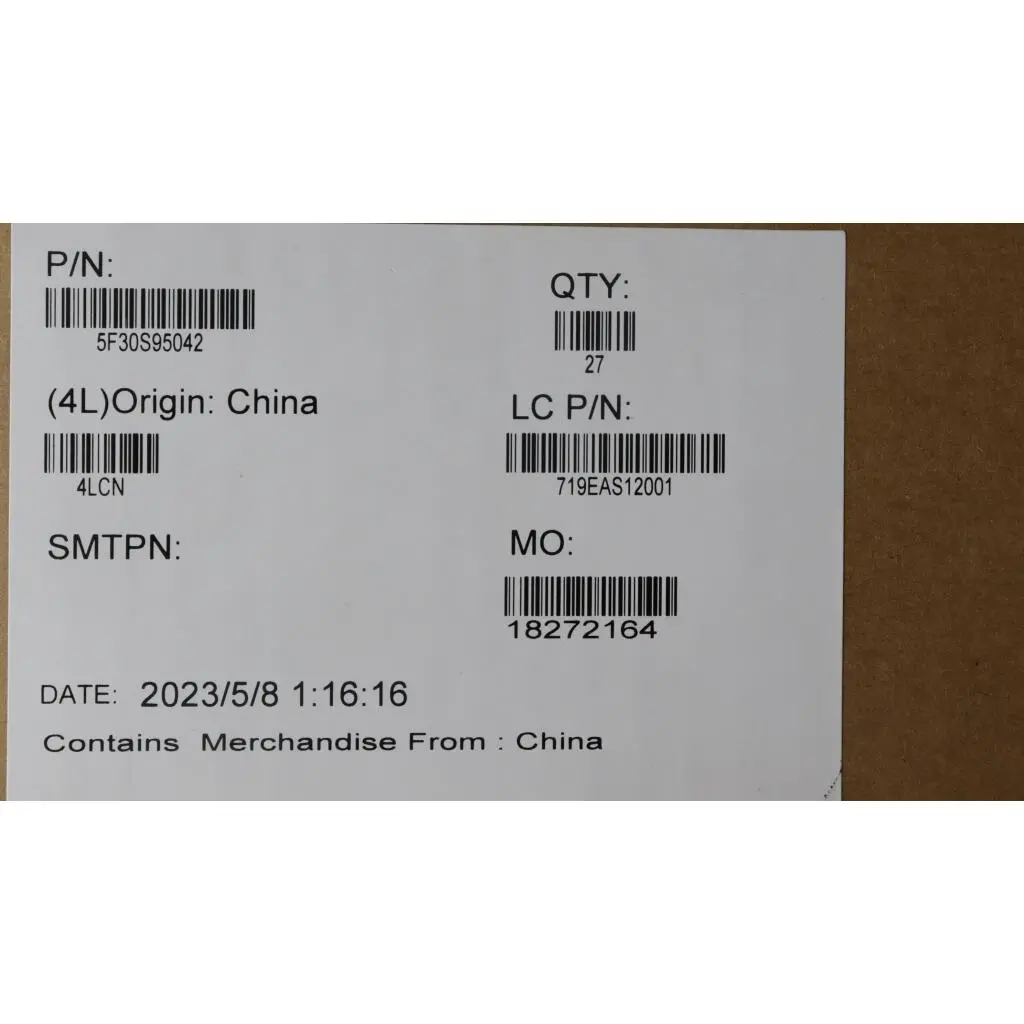 P/N:
5F30S95042
QTY:
27
(4L)Origin: China
4LCN
LC P/N:
719EAS12001
SMTPN:
MO:
18272164
DATE: 2023/5/8 1:16:16
Contains Merchandise From : China